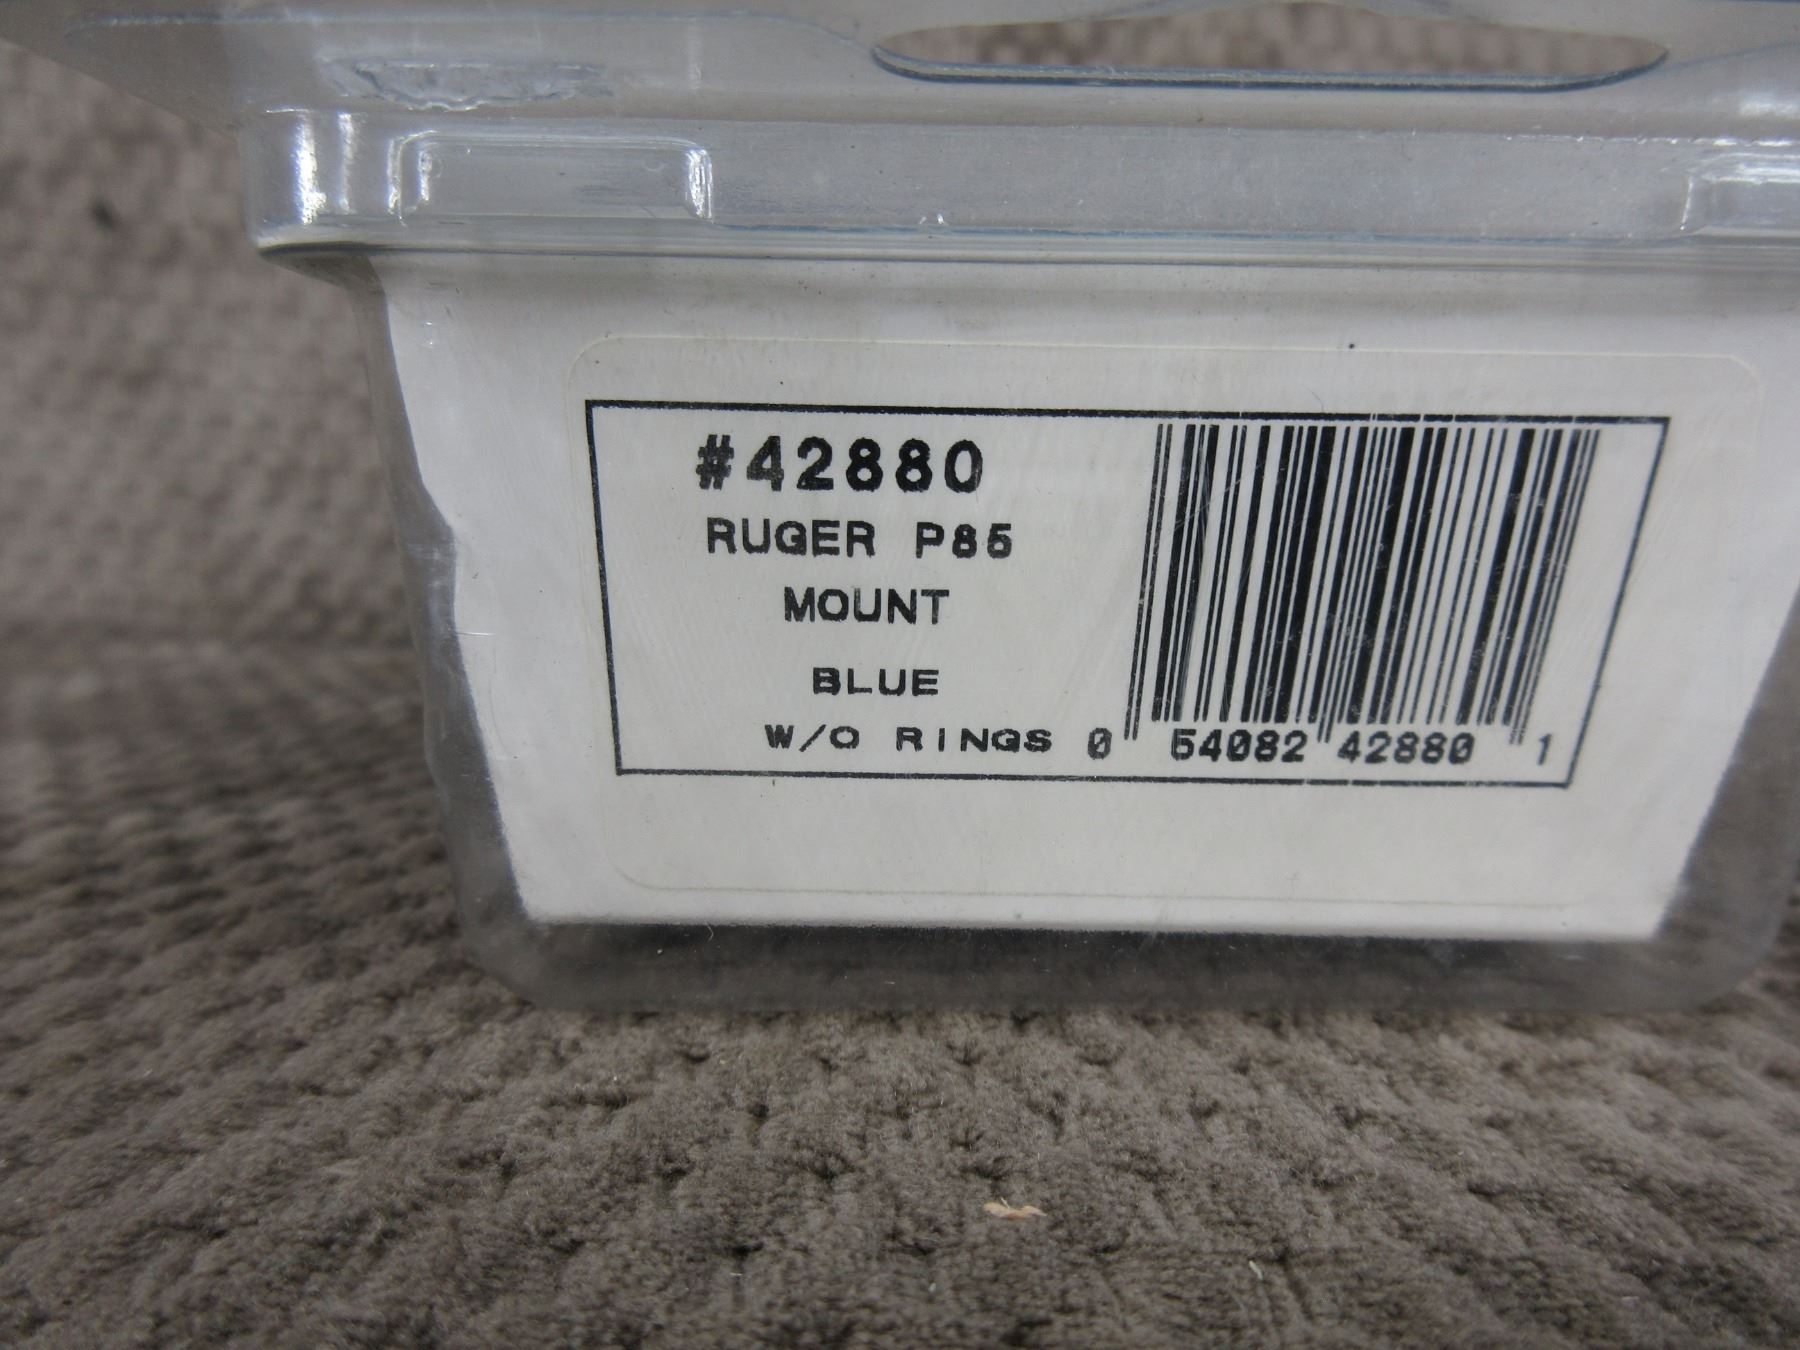 #42880
RUGER P85
MOUNT
BLUE
W/O RINGS
0 54082 42880 1